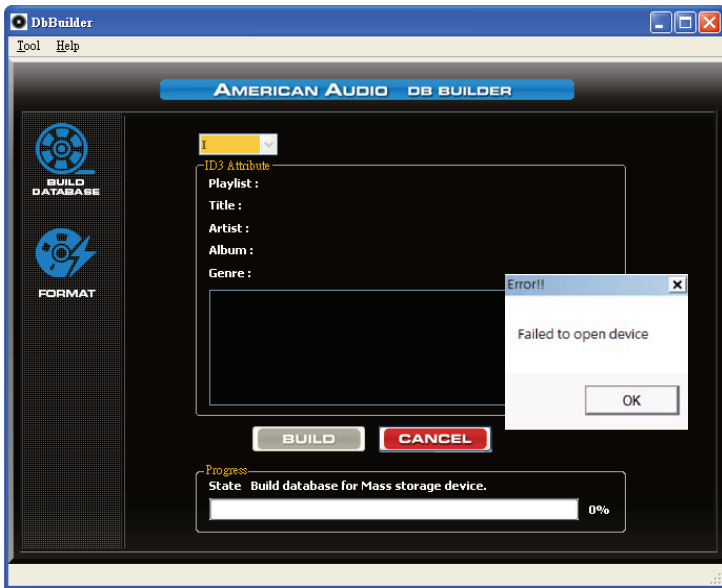 DbBuilder
Tool Help
AMERICAN AUDIO DB BUILDER
BUILD
DATABASE
FORMAT
I
ID3 Attribute
Playlist :
Title :
Artist :
Album :
Genre :
Error!!
Failed to open device
OK
BUILD CANCEL
Progress
State Build database for Mass storage device.
0%